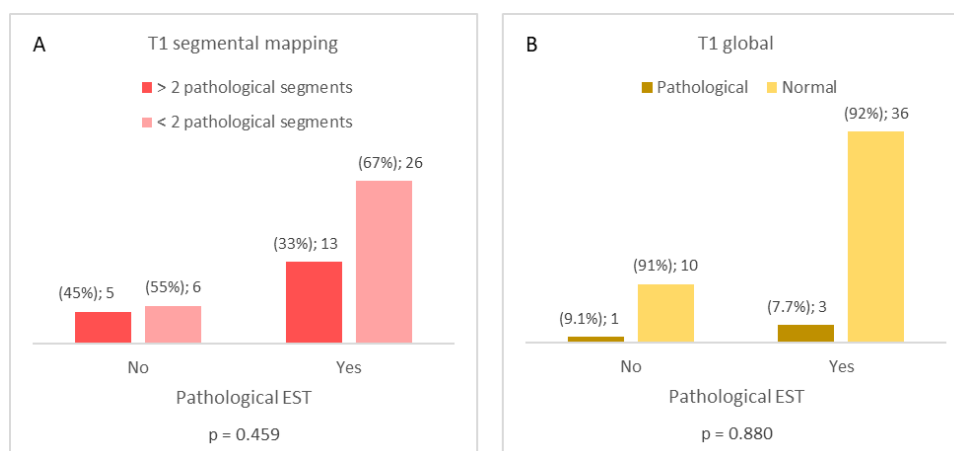 A
T1 segmental mapping
> 2 pathological segments
< 2 pathological segments
(67%); 26
(33%); 13
(45%); 5
(55%); 6
No
Yes
Pathological EST
p = 0.459
B
T1 global
Pathological
Normal
(92%); 36
(91%); 10
(9.1%); 1
(7.7%); 3
No
Yes
Pathological EST
p = 0.880